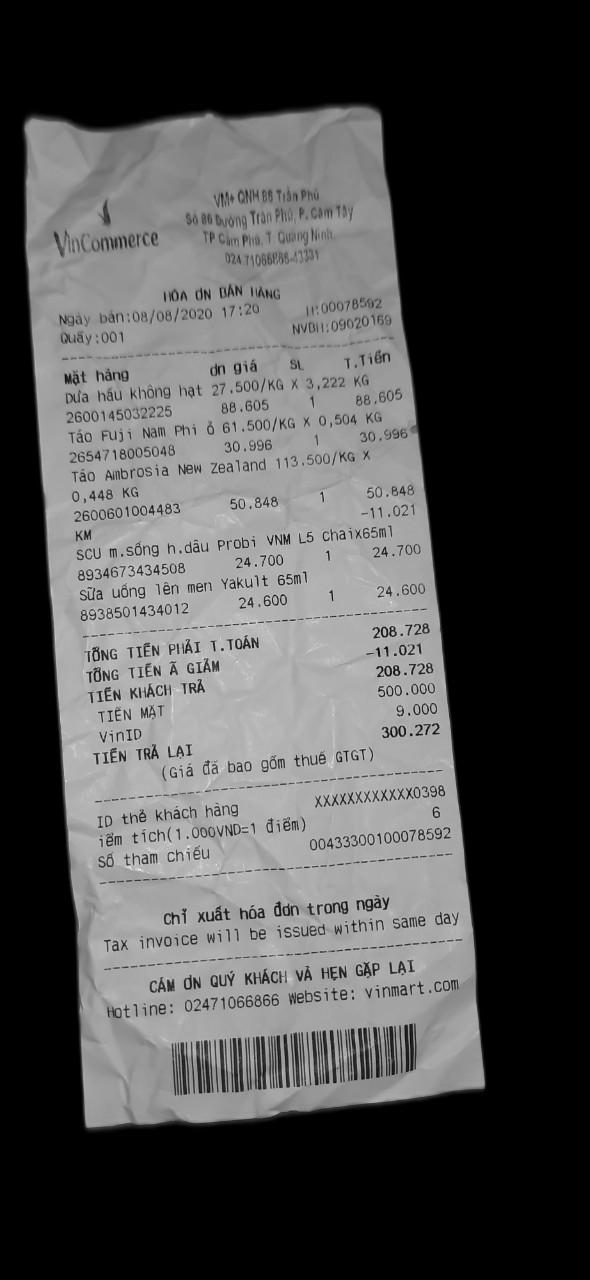 VinCommerce
VM+ QNH 86 Trần Phú
Số 86 Đường Trần Phú, P. Cẩm Tây
TP Cẩm Phả, T. Quảng Ninh.
024.71066866-43331
HÓA ƠN BÁN HÀNG
Ngày bán:08/08/2020 17:20 H:00078592
Quầy:001 NVBH:09020169
Mặt hàng ơn giá SL T.Tiền
Dưa hấu không hạt 27.500/KG X 3,222 KG
2600145032225 88.605 1 88.605
Táo Fuji Nam Phi ỏ 61.500/KG X 0,504 KG
2654718005048 30.996 1 30.996
Táo Ambrosia New Zealand 113.500/KG X
0,448 KG
2600601004483 50.848 1 50.848
KM -11.021
SCU m.sống h.dâu Probi VNM L5 Chaix65ml
8934673434508 24.700 1 24.700
Sữa uống lên men Yakult 65ml
8938501434012 24.600 1 24.600
TỔNG TIỀN PHẢI T.TOÁN 208.728
TỔNG TIỀN Ã GIẢM -11.021
TIỀN KHÁCH TRẢ 208.728
TIỀN MẶT 500.000
VinID 9.000
TIỀN TRẢ LẠI 300.272
(Giá đã bao gồm thuế GTGT)
ID thẻ khách hàng XXXXXXXXXXXX0398
iểm tích(1.000VND=1 điểm) 6
Số tham chiếu 00433300100078592
Chỉ xuất hóa đơn trong ngày
Tax invoice will be issued within same day
CẢM ƠN QUÝ KHÁCH VÀ HẸN GẶP LẠI
Hotline: 02471066866 Website: vinmart.com